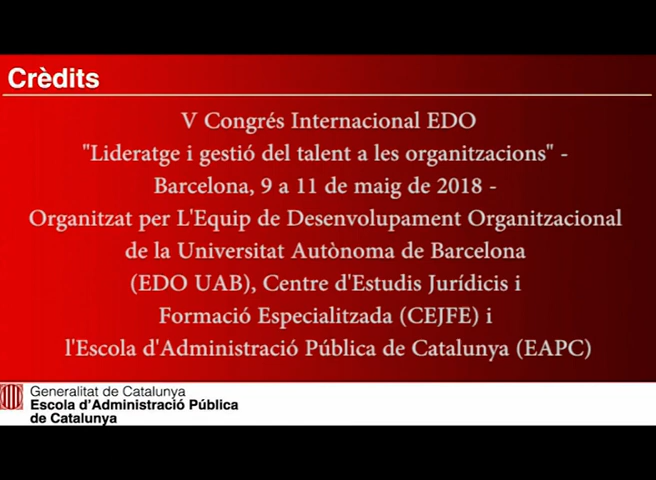 Crèdits
V Congrés Internacional EDO
"Lideratge i gestió del talent a les organitzacions" -
Barcelona, 9 a 11 de maig de 2018 -
Organitzat per L'Equip de Desenvolupament Organitzacional
de la Universitat Autònoma de Barcelona
(EDO UAB), Centre d'Estudis Jurídicis i
Formació Especialitzada (CEJFE) i
l'Escola d'Administració Pública de Catalunya (EAPC)
Generalitat de Catalunya
Escola d'Administració Pública
de Catalunya